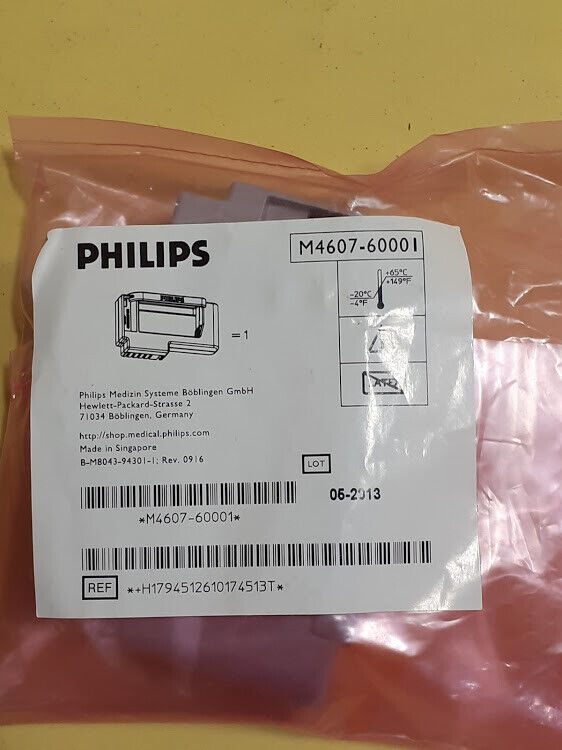 PHILIPS
M4607-60001
PHILIPS
+65°C
+149°F
-20°C
-4°F
= 1
Philips Medizin Systeme Böblingen GmbH
Hewlett-Packard-Strasse 2
71034 Böblingen, Germany
http://shop.medical.philips.com
Made in Singapore
B-M8043-94301-1; Rev. 0916
LOT
05-2013
*M4607-60001*
REF
*+H1794512610174513T*